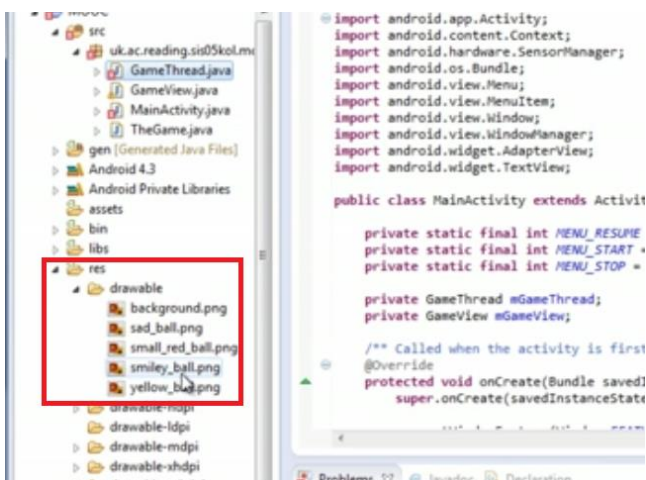 MOOC
src
uk.ac.reading.sis05kol.mo
GameThread.java
GameView.java
MainActivity.java
TheGame.java
gen [Generated Java Files]
Android 4.3
Android Private Libraries
assets
bin
libs
res
drawable
background.png
sad_ball.png
small_red_ball.png
smiley_ball.png
yellow_ball.png
drawable-hdpi
drawable-ldpi
drawable-mdpi
drawable-xhdpi
import android.app.Activity;
import android.content.Context;
import android.hardware.SensorManager;
import android.os.Bundle;
import android.view.Menu;
import android.view.MenuItem;
import android.view.Window;
import android.view.WindowManager;
import android.widget.AdapterView;
import android.widget.TextView;
public class MainActivity extends Activit
private static final int MENU_RESUME
private static final int MENU_START =
private static final int MENU_STOP =
private GameThread mGameThread;
private GameView mGameView;
/** Called when the activity is first
@Override
protected void onCreate(Bundle savedI
super.onCreate(savedInstanceState
Problems @ Javadoc Declaration